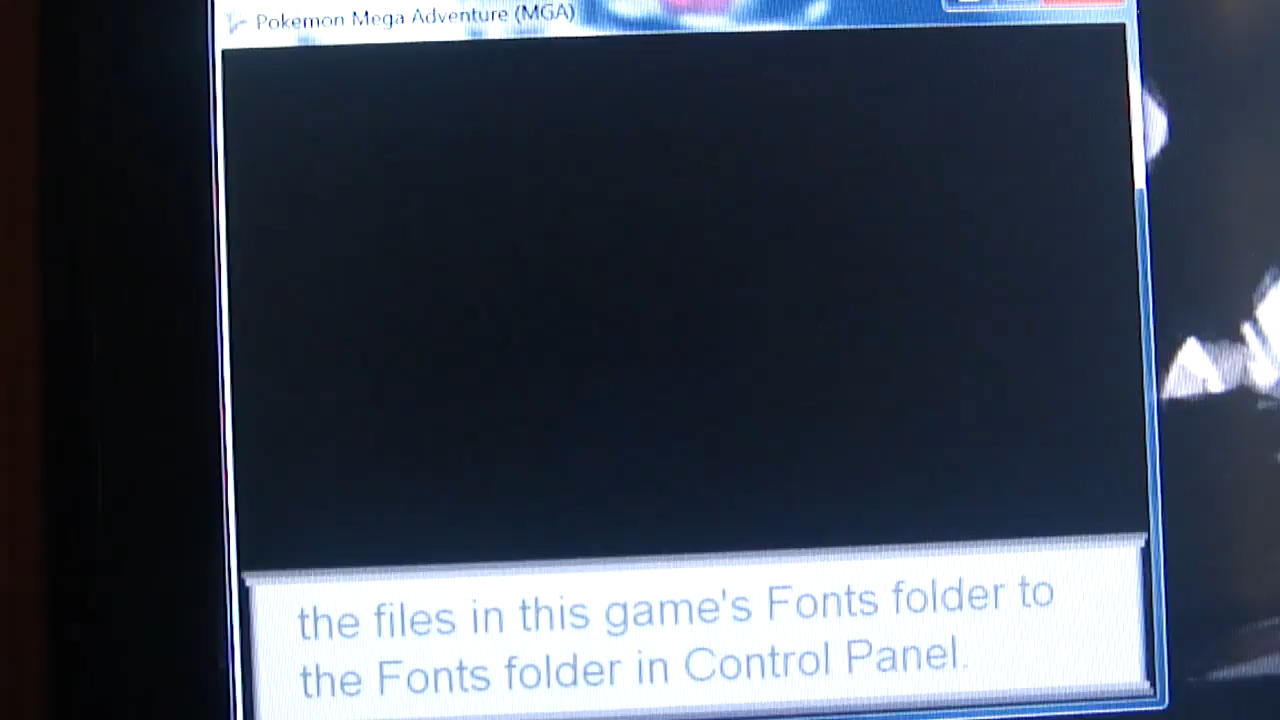 Pokemon Mega Adventure (MGA)
the files in this game's Fonts folder to
the Fonts folder in Control Panel.